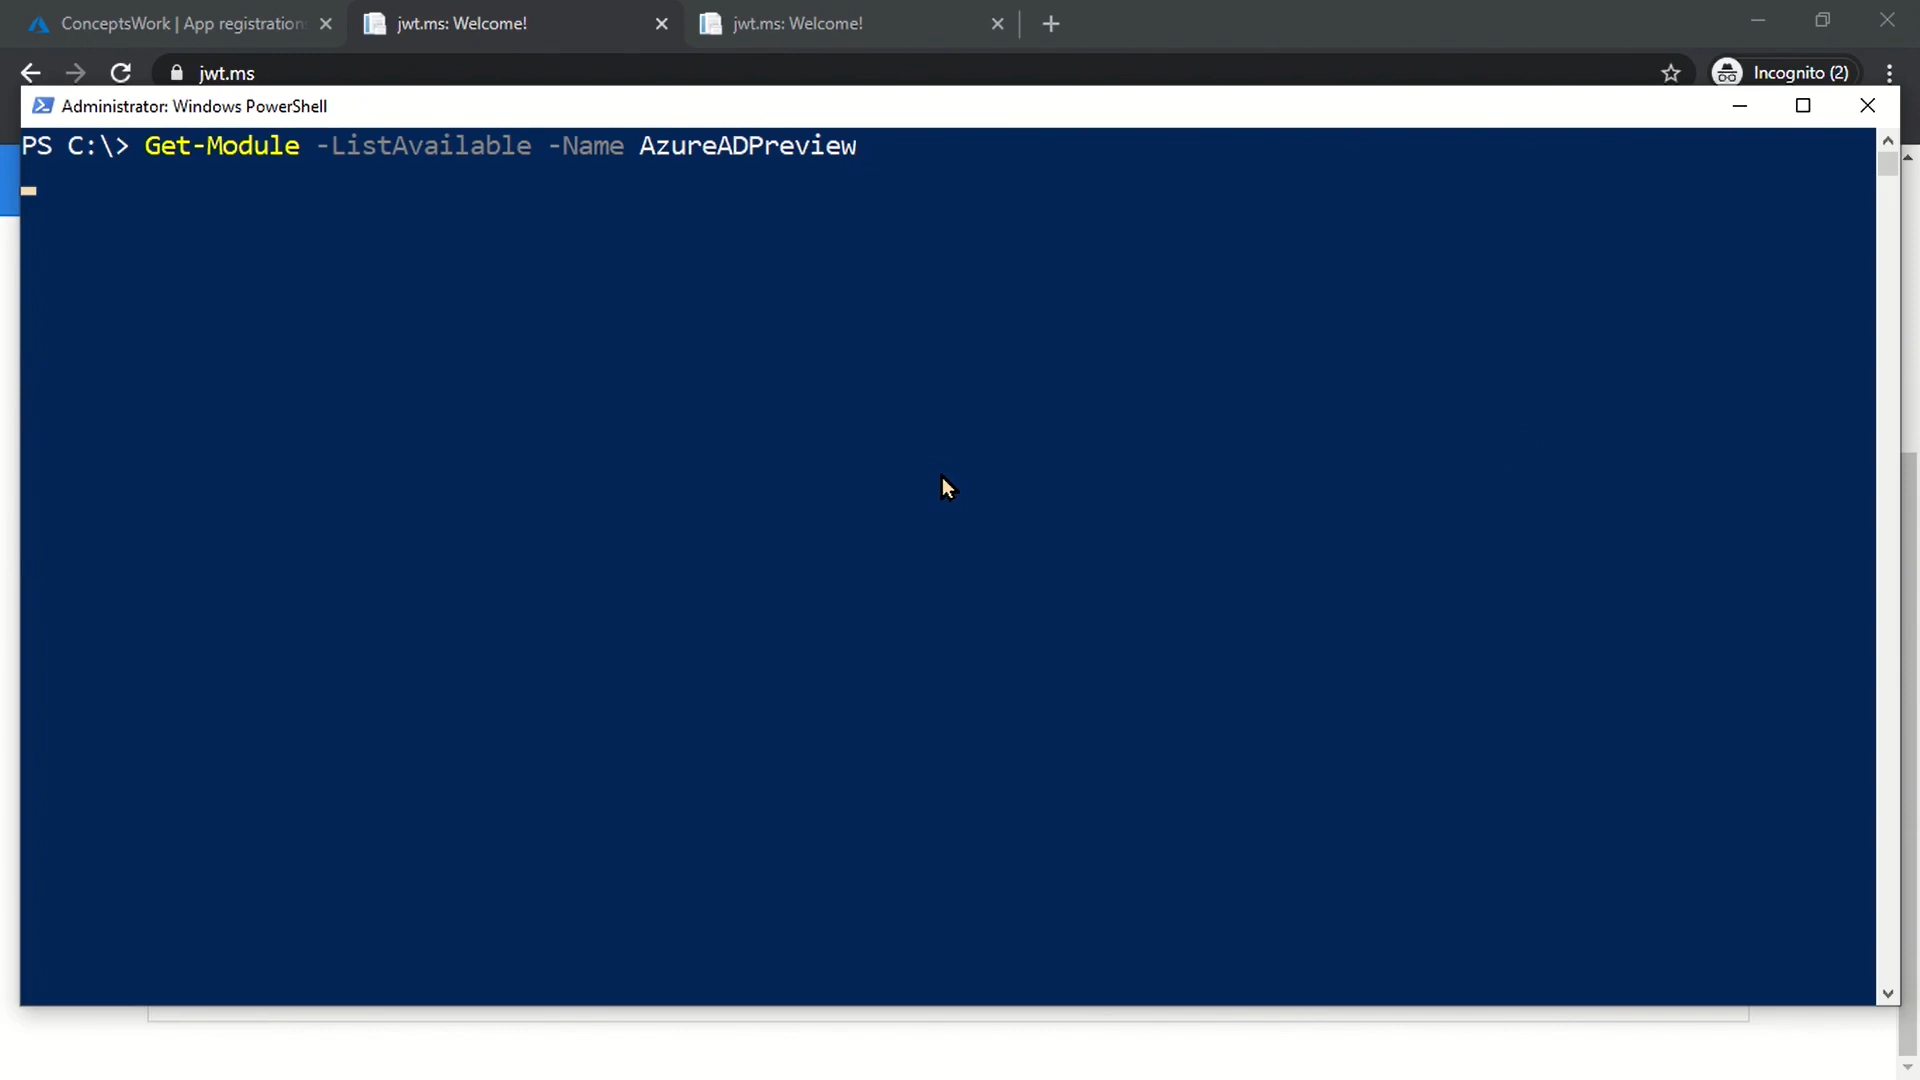 ConceptsWork | App registration
jwt.ms: Welcome!
jwt.ms: Welcome!
jwt.ms
Incognito (2)
Administrator: Windows PowerShell
PS C:\> Get-Module -ListAvailable -Name AzureADPreview